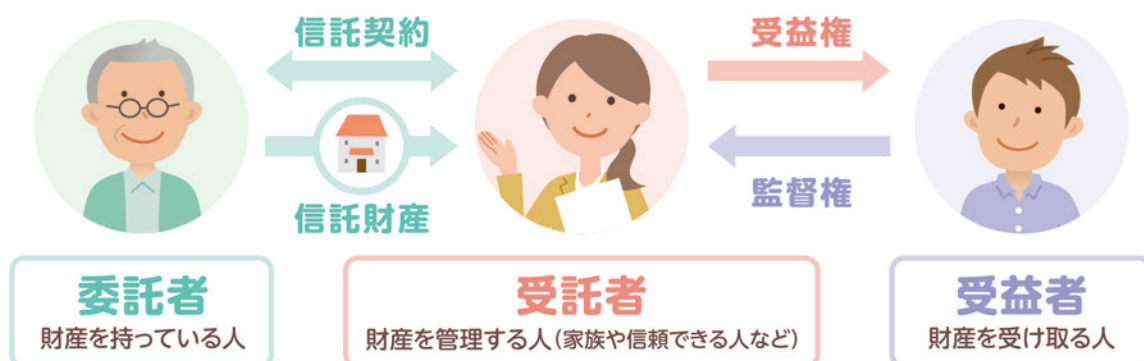 信託契約
受益権
信託財産
監督権
委託者
財産を持っている人
受託者
財産を管理する人（家族や信頼できる人など）
受益者
財産を受け取る人